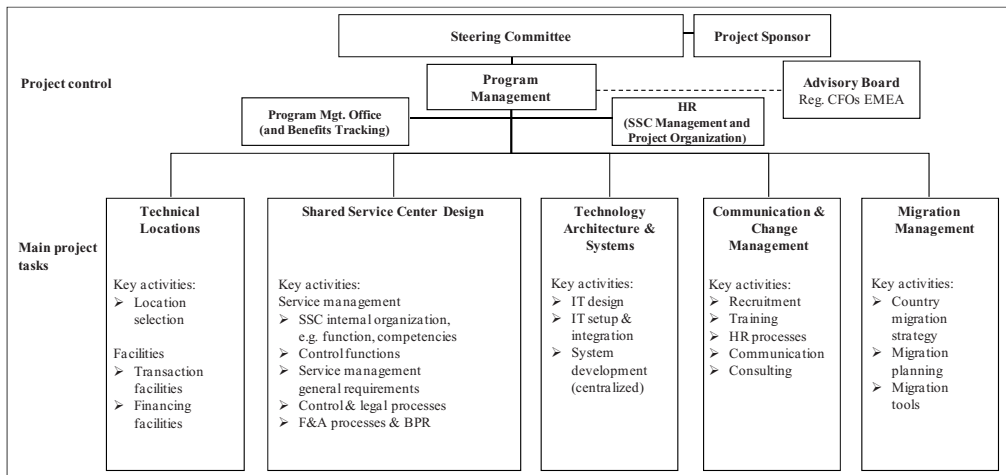 Steering Committee
Project Sponsor
Project control
Program
Management
Advisory Board
Reg. CFOs EMEA
Program Mgt. Office
(and Benefits Tracking)
HR
(SSC Management and
Project Organization)
Main project
tasks
Technical
Locations
Key activities:
➢ Location
selection
Facilities
➢ Transaction
facilities
➢ Financing
facilities
Shared Service Center Design
Key activities:
Service management
➢ SSC internal organization,
e.g. function, competencies
➢ Control functions
➢ Service management
general requirements
➢ Control & legal processes
➢ F&A processes & BPR
Technology
Architecture &
Systems
Key activities:
➢ IT design
➢ IT setup &
integration
➢ System
development
(centralized)
Communication &
Change
Management
Key activities:
➢ Recruitment
➢ Training
➢ HR processes
➢ Communication
➢ Consulting
Migration
Management
Key activities:
➢ Country
migration
strategy
➢ Migration
planning
➢ Migration
tools